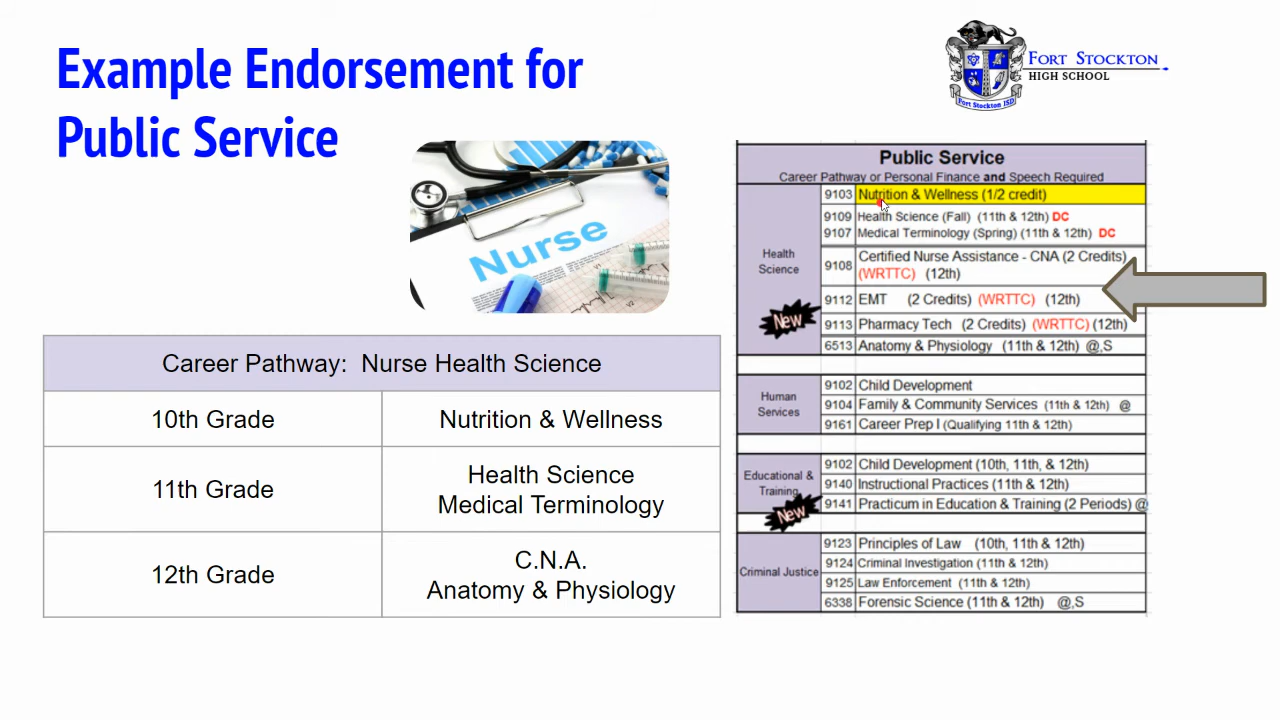 Example Endorsement for
Public Service
FORT STOCKTON
HIGH SCHOOL
Fort Stockton ISD
Nurse
Career Pathway: Nurse Health Science
10th Grade Nutrition & Wellness
11th Grade Health Science
Medical Terminology
12th Grade C.N.A.
Anatomy & Physiology
Public Service
Career Pathway or Personal Finance and Speech Required
Health
Science
New
9103 Nutrition & Wellness (1/2 credit)
9109 Health Science (Fall) (11th & 12th) DC
9107 Medical Terminology (Spring) (11th & 12th) DC
9108 Certified Nurse Assistance - CNA (2 Credits)
(WRTTC) (12th)
9112 EMT (2 Credits) (WRTTC) (12th)
9113 Pharmacy Tech (2 Credits) (WRTTC) (12th)
6513 Anatomy & Physiology (11th & 12th) @,S
Human
Services
9102 Child Development
9104 Family & Community Services (11th & 12th) @
9161 Career Prep I (Qualifying 11th & 12th)
Educational &
Training
New
9102 Child Development (10th, 11th, & 12th)
9140 Instructional Practices (11th & 12th)
9141 Practicum in Education & Training (2 Periods) @
Criminal Justice
9123 Principles of Law (10th, 11th & 12th)
9124 Criminal Investigation (11th & 12th)
9125 Law Enforcement (11th & 12th)
6338 Forensic Science (11th & 12th) @,S